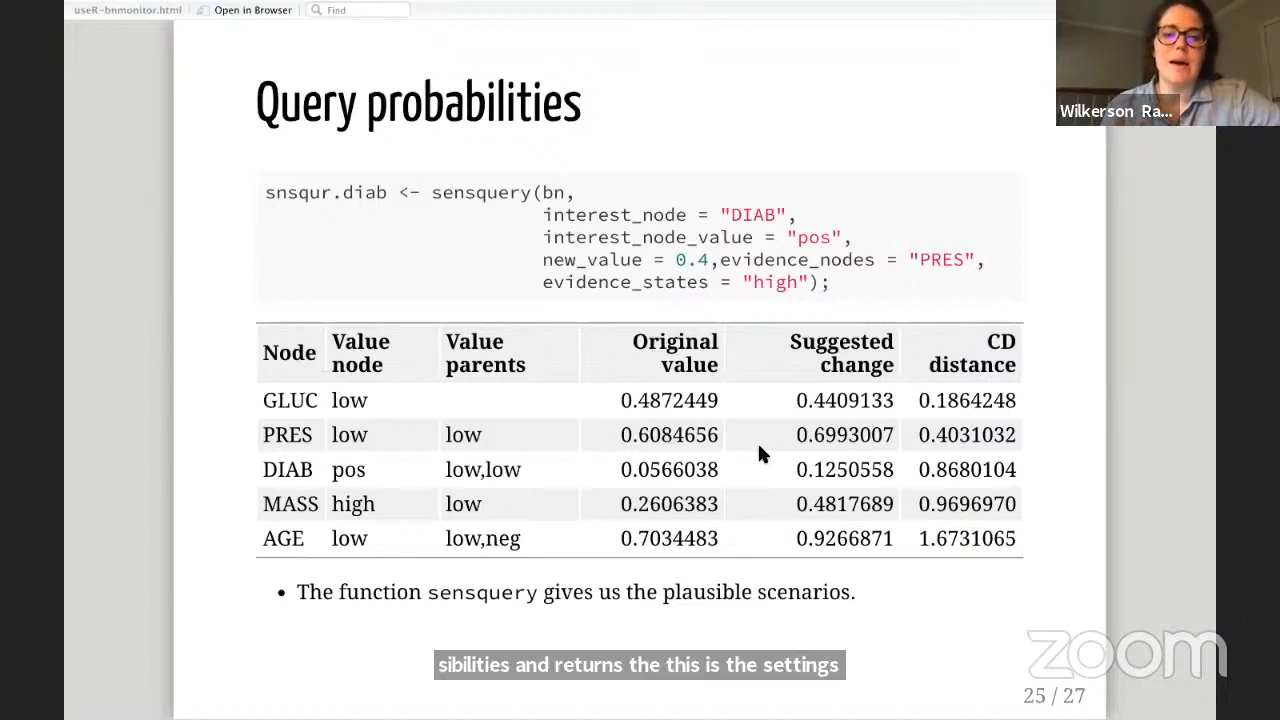 useR-bnmonitor.html Open in Browser Find
Wilkerson Ra...
Query probabilities
snsqur.diab <- sensquery(bn,
interest_node = "DIAB",
interest_node_value = "pos",
new_value = 0.4,evidence_nodes = "PRES",
evidence_states = "high");
Node Value node Value parents Original value Suggested change CD distance
GLUC low 0.4872449 0.4409133 0.1864248
PRES low low 0.6084656 0.6993007 0.4031032
DIAB pos low,low 0.0566038 0.1250558 0.8680104
MASS high low 0.2606383 0.4817689 0.9696970
AGE low low,neg 0.7034483 0.9266871 1.6731065
• The function sensquery gives us the plausible scenarios.
sibilities and returns the this is the settings
zoom
25 / 27